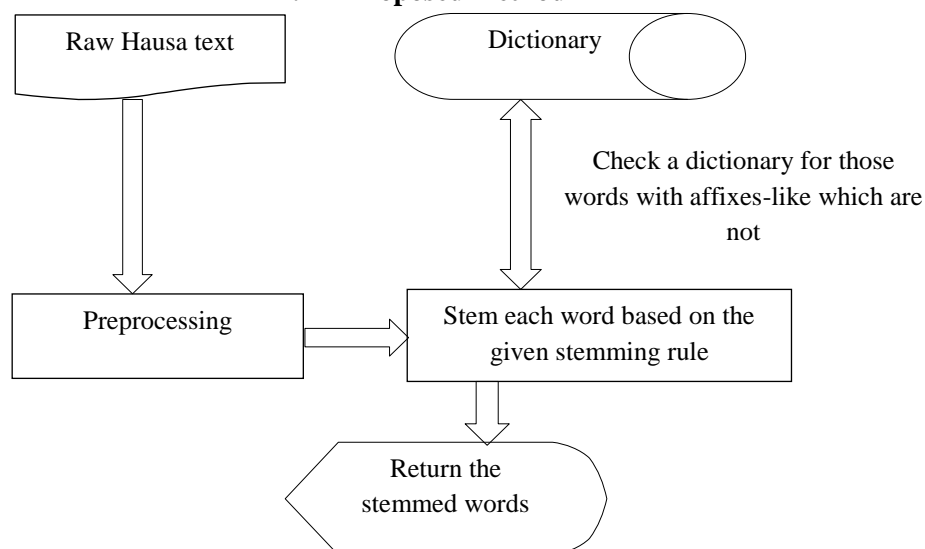 Raw Hausa text
Dictionary
Check a dictionary for those
words with affixes-like which are
not
Preprocessing
Stem each word based on the
given stemming rule
Return the
stemmed words